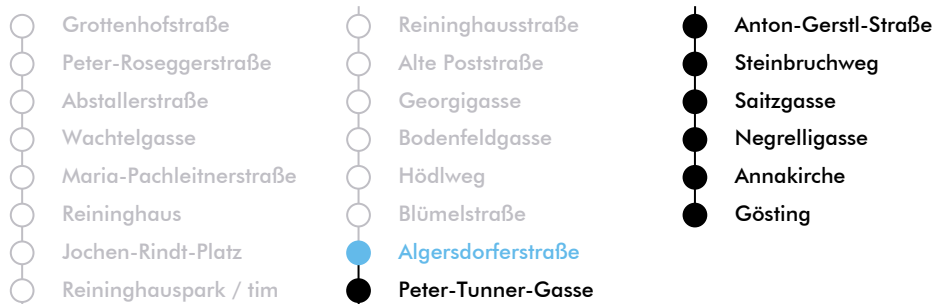 Grottenhofstraße
Peter-Roseggerstraße
Abstallerstraße
Wachtelgasse
Maria-Pachleitnerstraße
Reininghaus
Jochen-Rindt-Platz
Reininghauspark / tim
Reininghausstraße
Alte Poststraße
Georgigasse
Bodenfeldgasse
Hödlweg
Blümelstraße
Algersdorferstraße
Peter-Tunner-Gasse
Anton-Gerstl-Straße
Steinbruchweg
Saitzgasse
Negrelligasse
Annakirche
Gösting